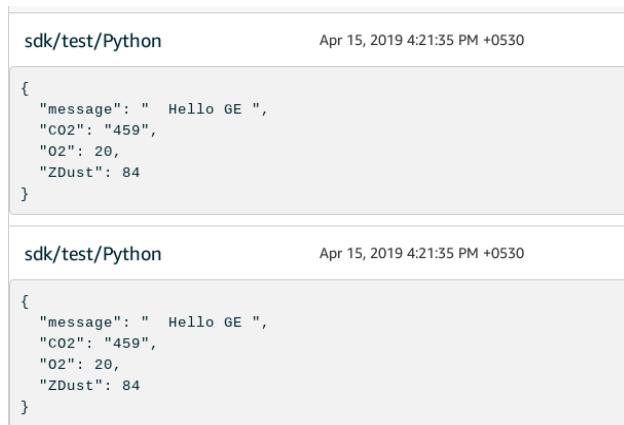 sdk/test/Python Apr 15, 2019 4:21:35 PM +0530
{
"message": "  Hello GE ",
"CO2": "459",
"O2": 20,
"ZDust": 84
}
sdk/test/Python Apr 15, 2019 4:21:35 PM +0530
{
"message": "  Hello GE ",
"CO2": "459",
"O2": 20,
"ZDust": 84
}